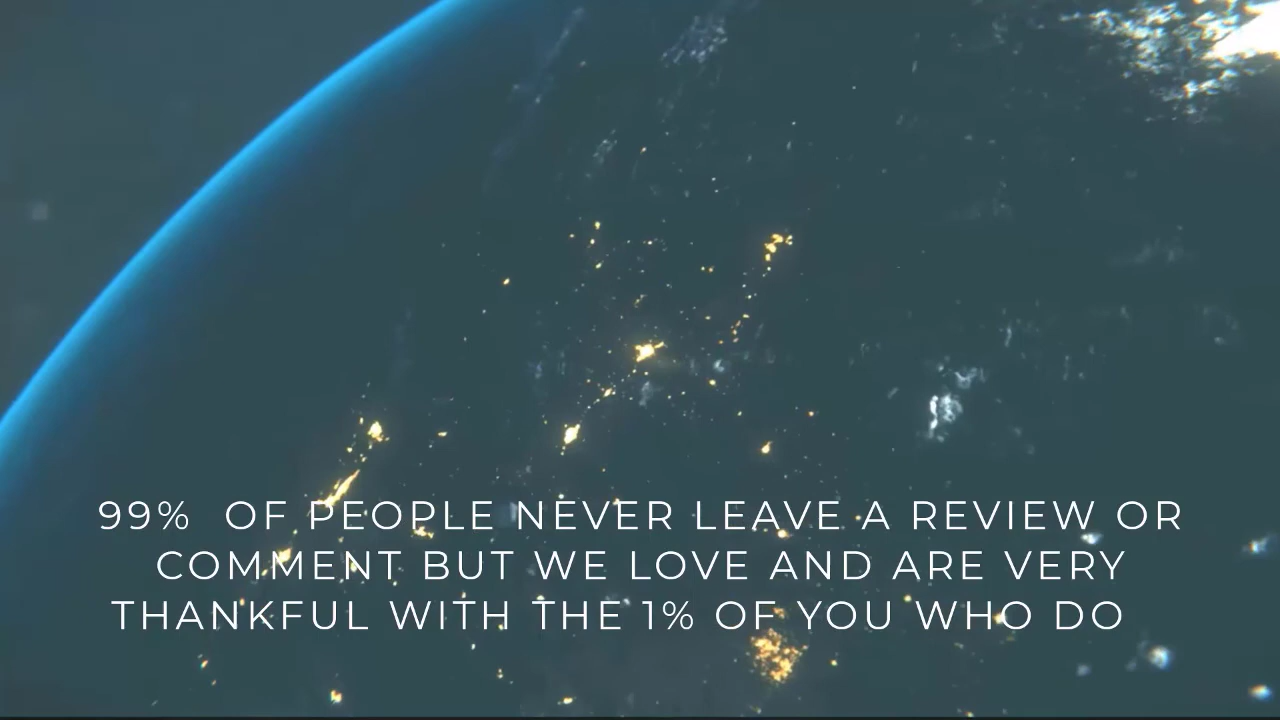 99% OF PEOPLE NEVER LEAVE A REVIEW OR
COMMENT BUT WE LOVE AND ARE VERY
THANKFUL WITH THE 1% OF YOU WHO DO